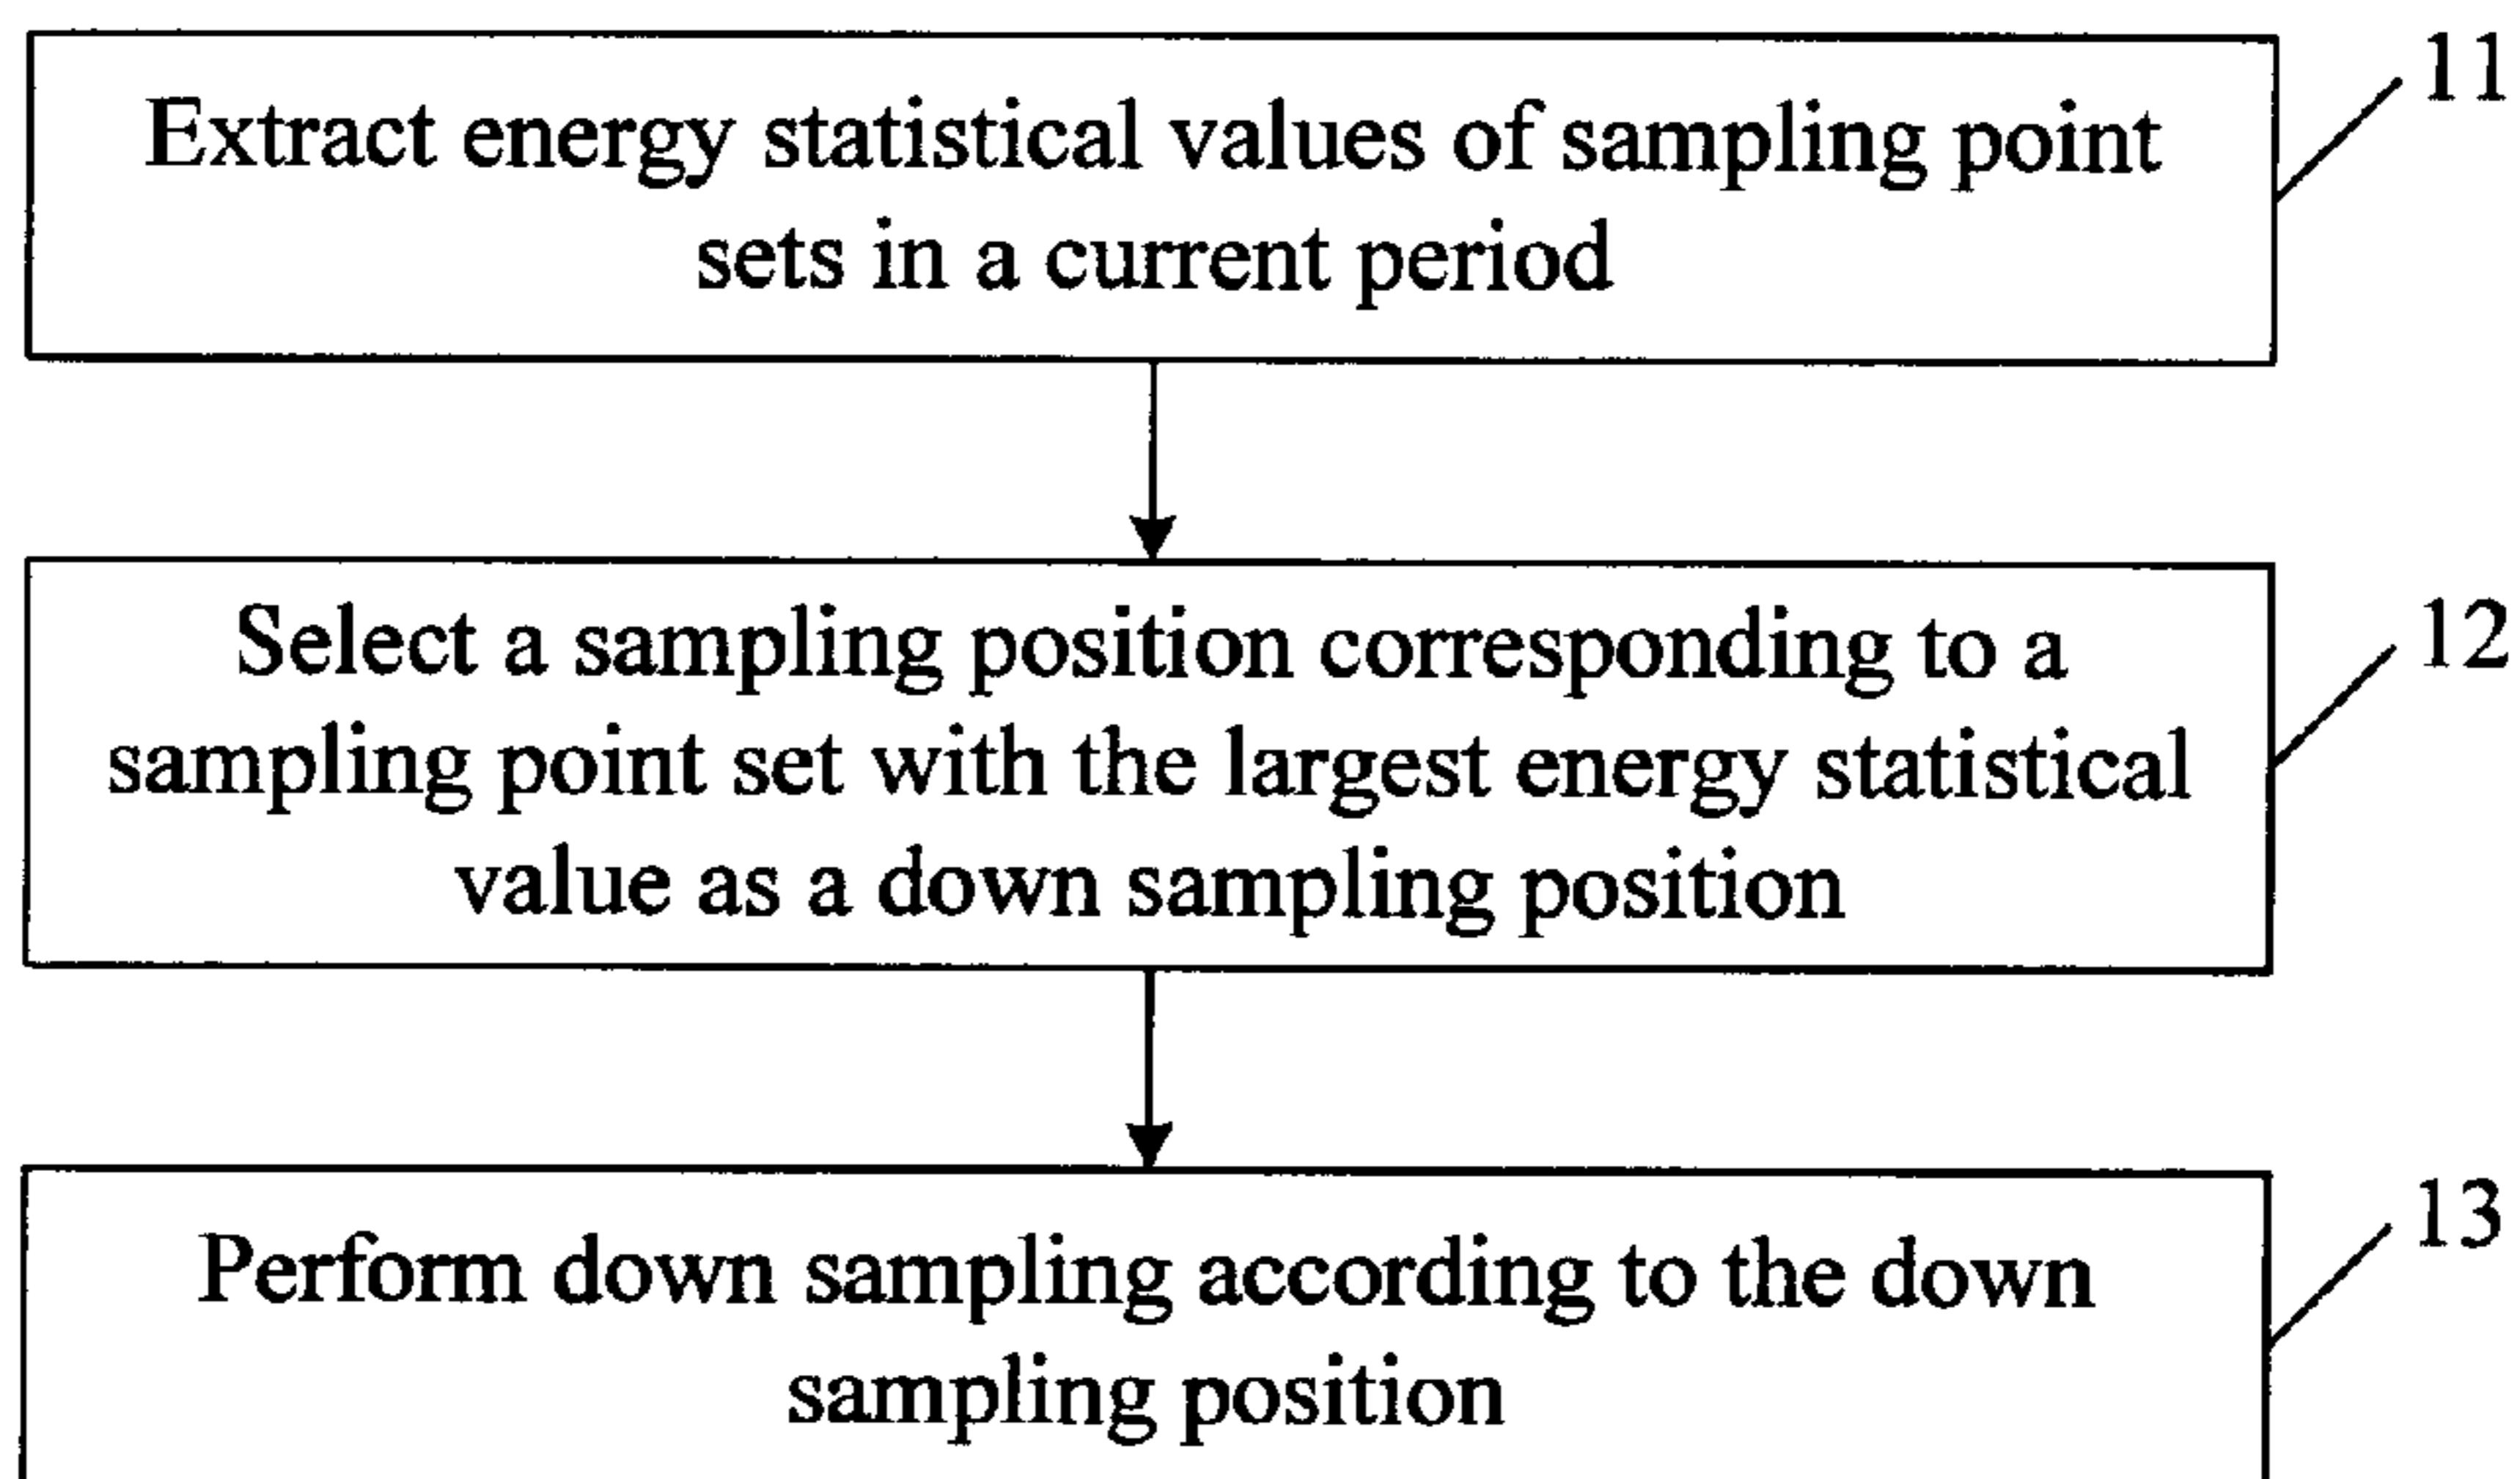 11
Extract energy statistical values of sampling point
sets in a current period
12
Select a sampling position corresponding to a
sampling point set with the largest energy statistical
value as a down sampling position
13
Perform down sampling according to the down
sampling position